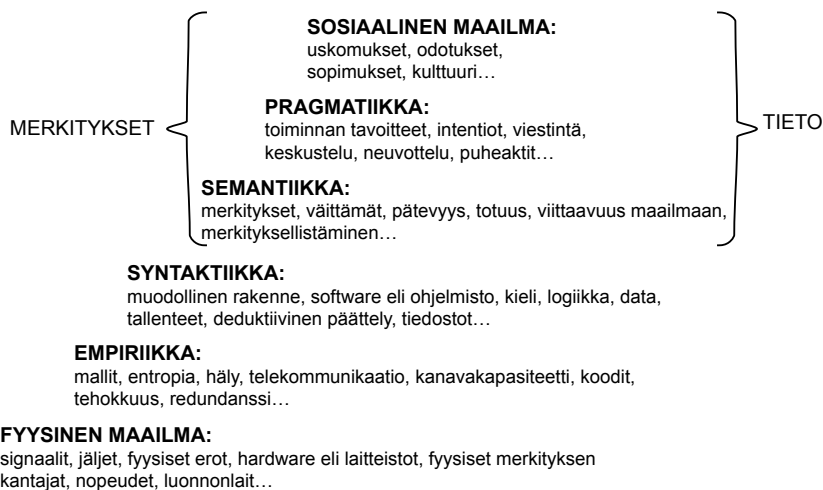 SOSIAALINEN MAAILMA:
uskomukset, odotukset,
sopimukset, kulttuuri…
PRAGMATIIKKA:
toiminnan tavoitteet, intentiot, viestintä,
keskustelu, neuvottelu, puheaktit…
MERKITYKSET
TIETO
SEMANTIIKKA:
merkitykset, väittämät, pätevyys, totuus, viittaavuus maailmaan,
merkityksellistäminen…
SYNTAKTIIKKA:
muodollinen rakenne, software eli ohjelmisto, kieli, logiikka, data,
tallenteet, deduktiivinen päättely, tiedostot…
EMPIRIIKKA:
mallit, entropia, häly, telekommunikaatio, kanavakapasiteetti, koodit,
tehokkuus, redundanssi…
FYYSINEN MAAILMA:
signaalit, jäljet, fyysiset erot, hardware eli laitteistot, fyysiset merkityksen
kantajat, nopeudet, luonnonlait…